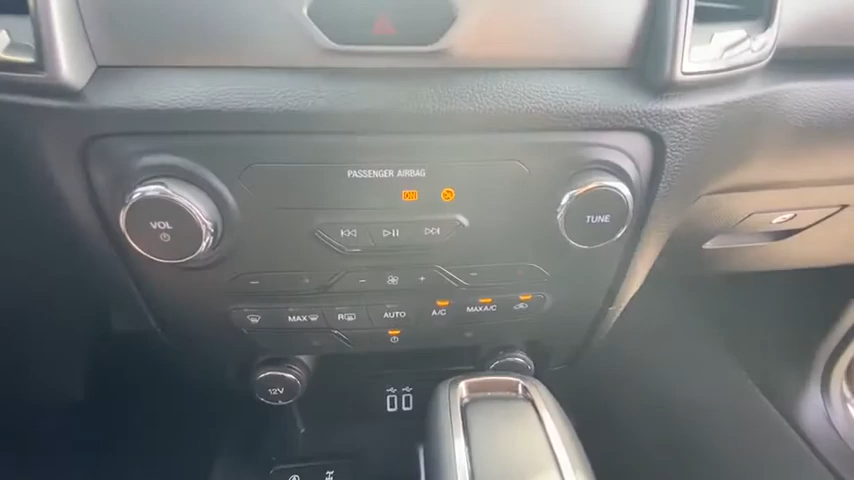 PASSENGER AIRBAG
ON
VOL
TUNE
MAX
R
AUTO
A/C
MAX A/C
12V